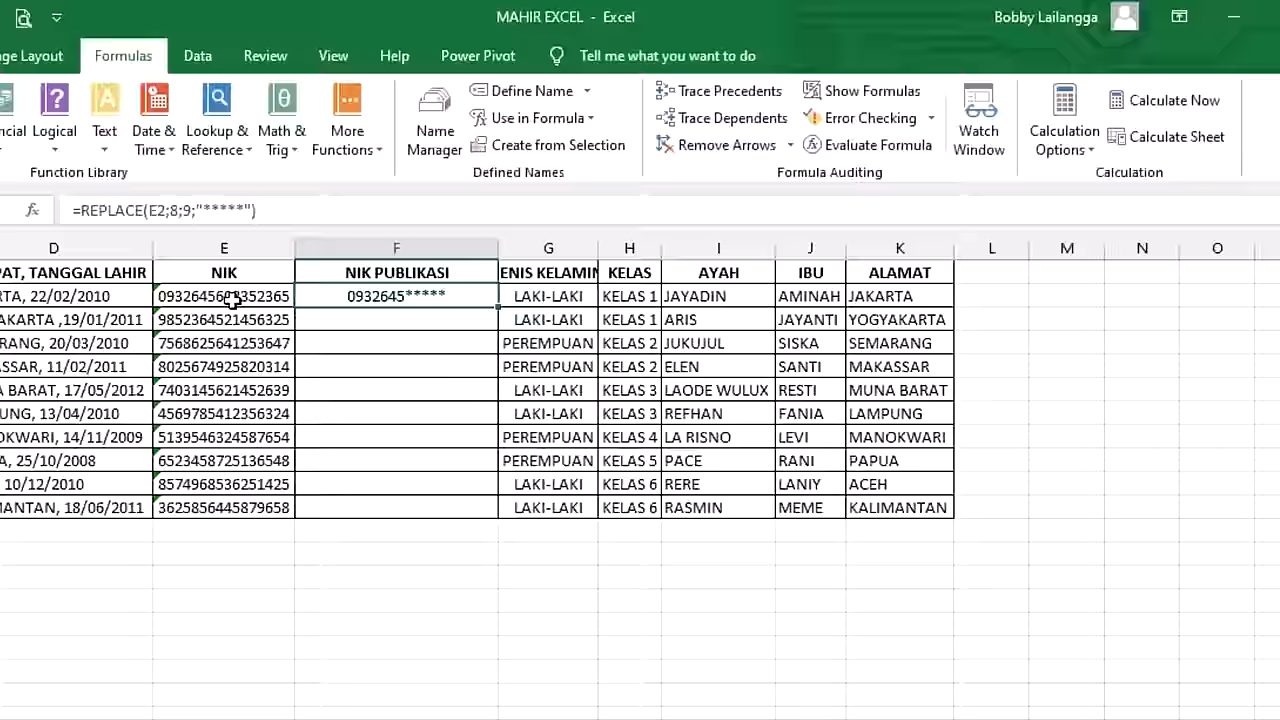 MAHIR EXCEL - Excel
Bobby Lailangga
nge Layout Formulas Data Review View Help Power Pivot Tell me what you want to do
ncial Logical Text Date & Time Lookup & Reference Math & Trig More Functions
Function Library
Name Manager
Define Name
Use in Formula
Create from Selection
Defined Names
Trace Precedents Show Formulas
Trace Dependents Error Checking
Remove Arrows Evaluate Formula
Watch Window
Formula Auditing
Calculation Options
Calculate Now
Calculate Sheet
Calculation
fx =REPLACE(E2;8;9;"*****")
D E F G H I J K L M N O
PAT, TANGGAL LAHIR NIK NIK PUBLIKASI ENIS KELAMIN KELAS AYAH IBU ALAMAT
RTA, 22/02/2010 0932645*****  LAKI-LAKI KELAS 1 JAYADIN AMINAH JAKARTA
AKARTA ,19/01/2011 9852364521456325 LAKI-LAKI KELAS 1 ARIS JAYANTI YOGYAKARTA
RANG, 20/03/2010 7568625641253647 PEREMPUAN KELAS 2 JUKUJUL SISKA SEMARANG
SSAR, 11/02/2011 8025674925820314 PEREMPUAN KELAS 2 ELEN SANTI MAKASSAR
A BARAT, 17/05/2012 7403145621452639 LAKI-LAKI KELAS 3 LAODE WULUX RESTI MUNA BARAT
UNG, 13/04/2010 4569785412356324 LAKI-LAKI KELAS 3 REFHAN FANIA LAMPUNG
OKWARI, 14/11/2009 5139546324587654 PEREMPUAN KELAS 4 LA RISNO LEVI MANOKWARI
A, 25/10/2008 6523458725136548 PEREMPUAN KELAS 5 PACE RANI PAPUA
10/12/2010 8574968536251425 LAKI-LAKI KELAS 6 RERE LANIY ACEH
MANTAN, 18/06/2011 3625856445879658 LAKI-LAKI KELAS 6 RASMIN MEME KALIMANTAN